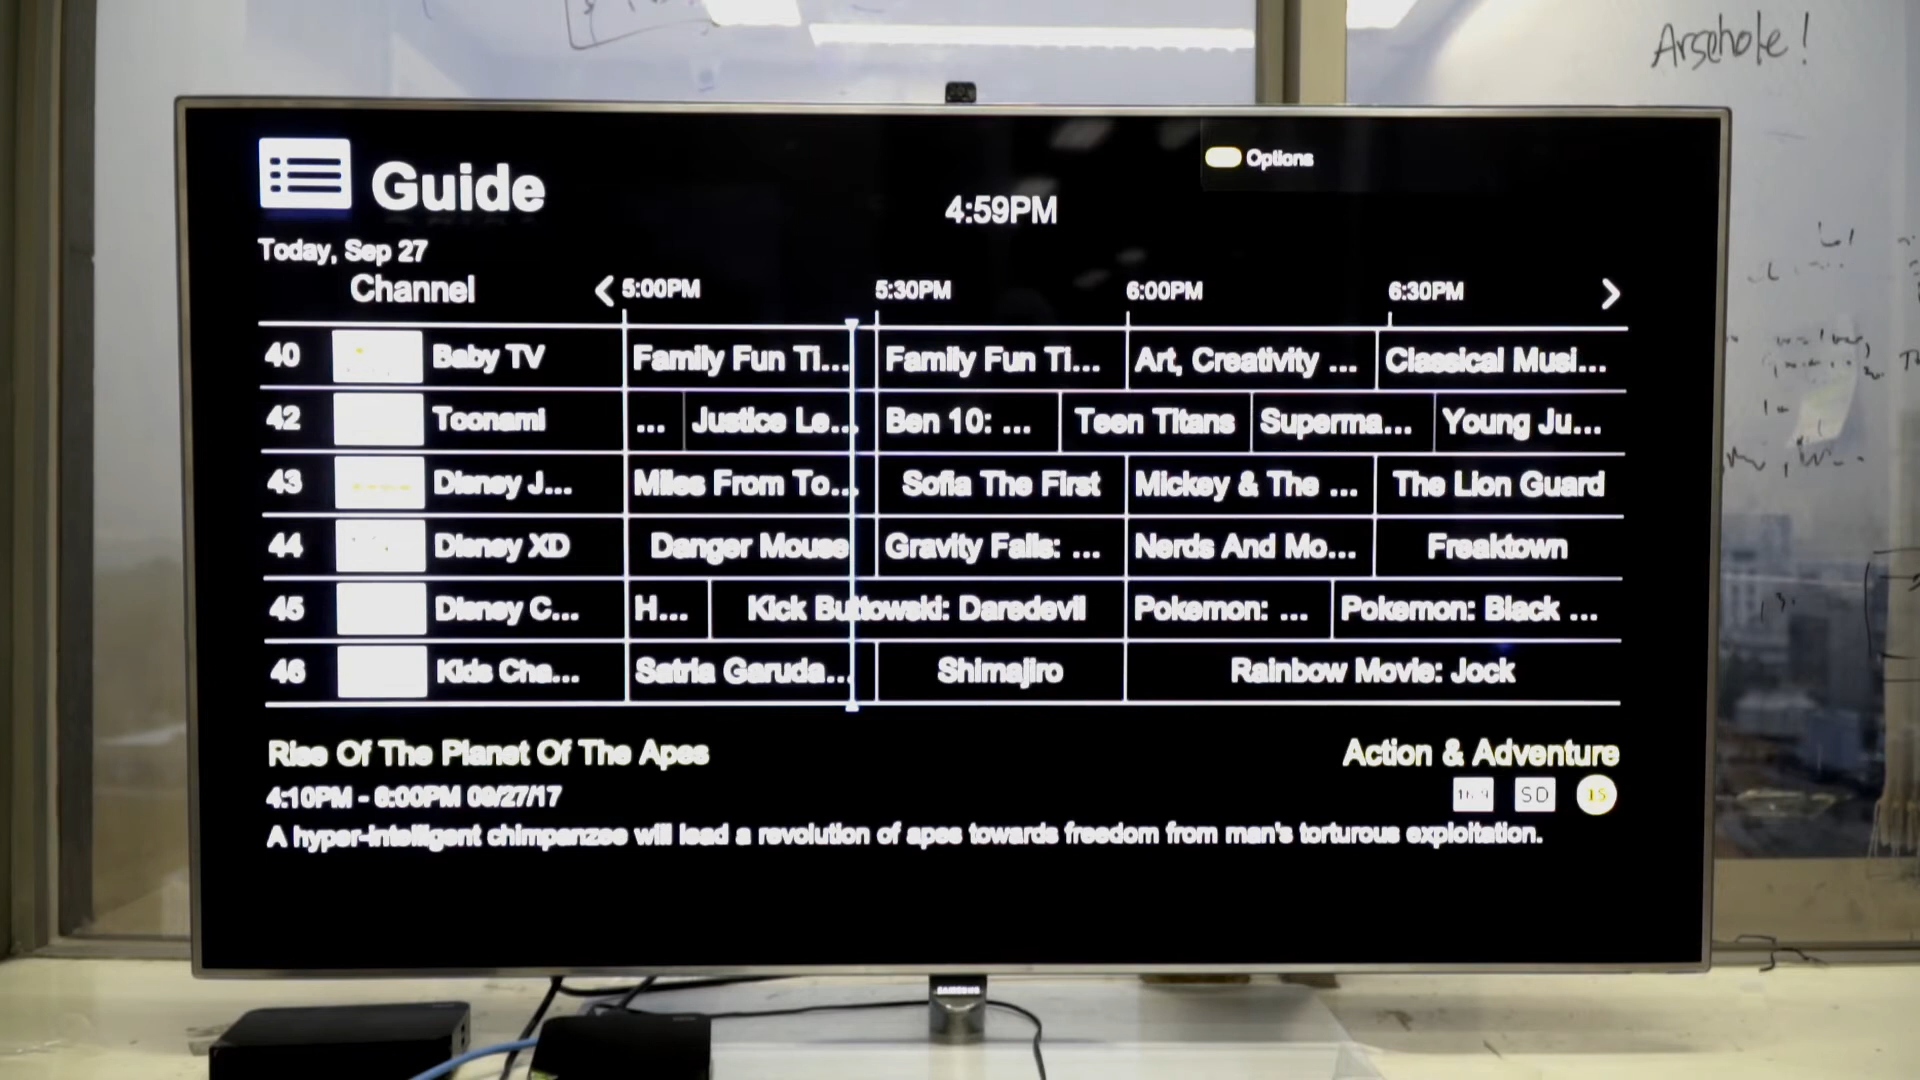 Arsehole!
Guide
Options
4:59PM
Today, Sep 27
Channel 5:00PM 5:30PM 6:00PM 6:30PM
40 Baby TV Family Fun Ti... Family Fun Ti... Art, Creativity ... Classical Musi...
42 Toonami ... Justice Le... Ben 10: ... Teen Titans Superma... Young Ju...
43 Disney J... Miles From To... Sofia The First Mickey & The ... The Lion Guard
44 Disney XD Danger Mouse Gravity Falls: ... Nerds And Mo... Freaktown
45 Disney C... H... Kick Buttowski: Daredevil Pokemon: ... Pokemon: Black ...
46 Kids Cha... Satria Garuda... Shimajiro Rainbow Movie: Jock
Rise Of The Planet Of The Apes Action & Adventure
4:10PM - 6:00PM 09/27/17 16:9 SD 15
A hyper-intelligent chimpanzee will lead a revolution of apes towards freedom from man's torturous exploitation.
SAMSUNG